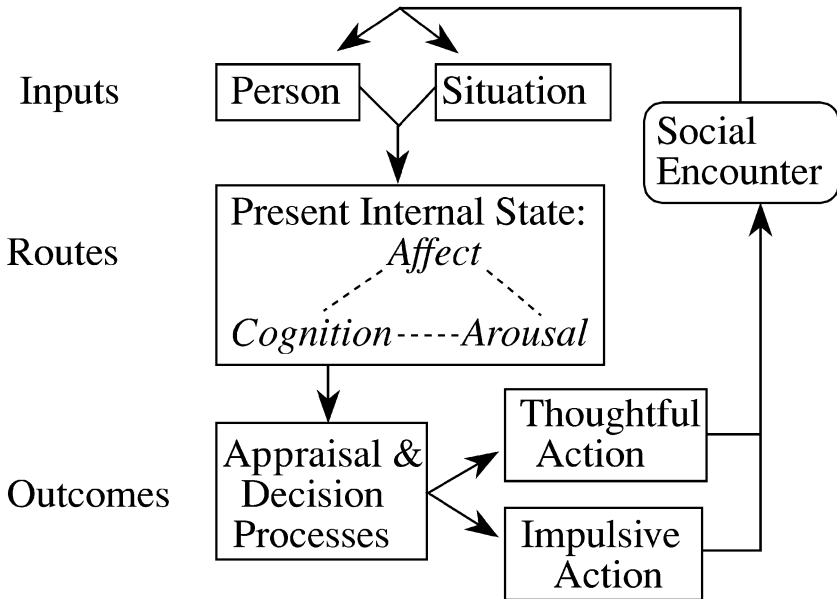 Inputs
Person
Situation
Social
Encounter
Routes
Present Internal State:
Affect
Cognition
Arousal
Outcomes
Appraisal &
Decision
Processes
Thoughtful
Action
Impulsive
Action